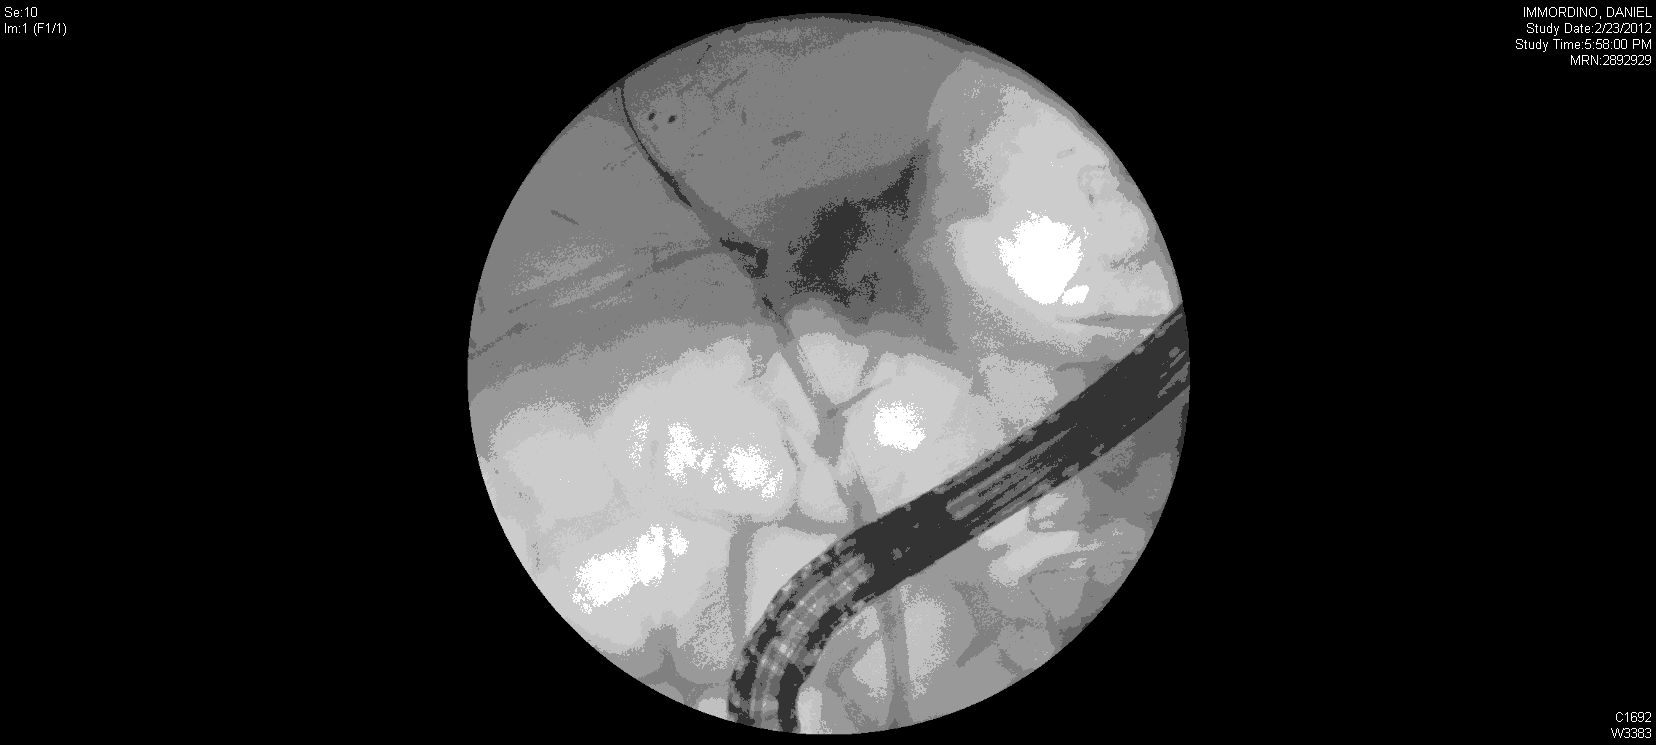 Se:10
Im:1 (F1/1)
IMMORDINO, DANIEL
Study Date:2/23/2012
Study Time:5:58:00 PM
MRN:2892929
C1692
W3383